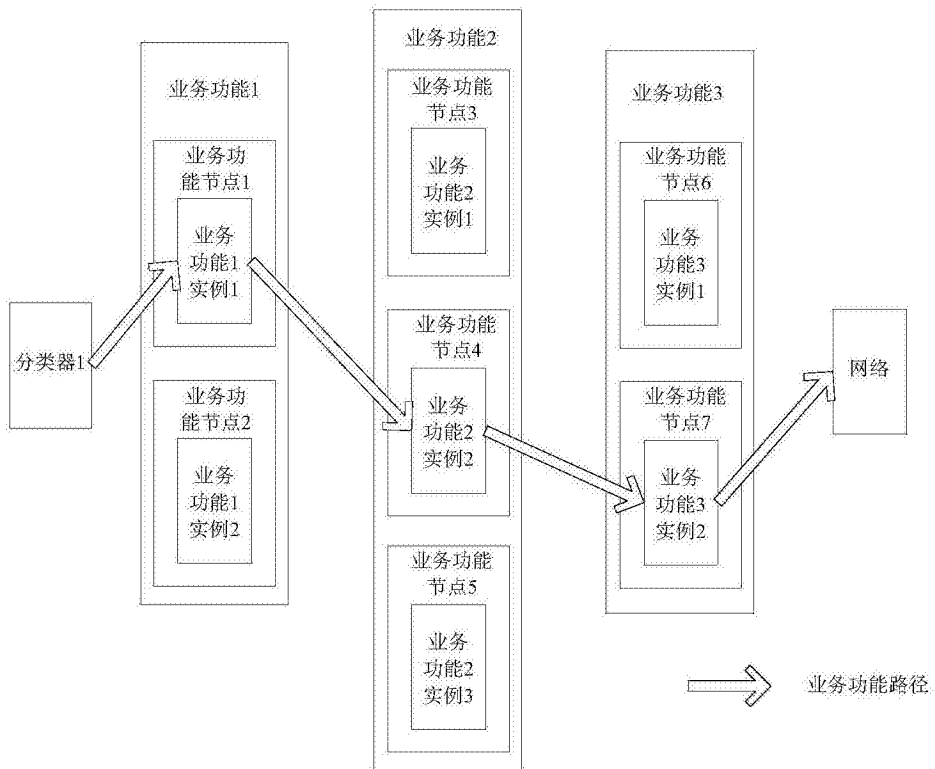 分类器1
业务功能1
业务功
能节点1
业务
功能1
实例1
业务功
能节点2
业务
功能1
实例2
业务功能2
业务功能
节点3
业务
功能2
实例1
业务功能
节点4
业务
功能2
实例2
业务功能
节点5
业务
功能2
实例3
业务功能3
业务功能
节点6
业务
功能3
实例1
业务功能
节点7
业务
功能3
实例2
网络
业务功能路径